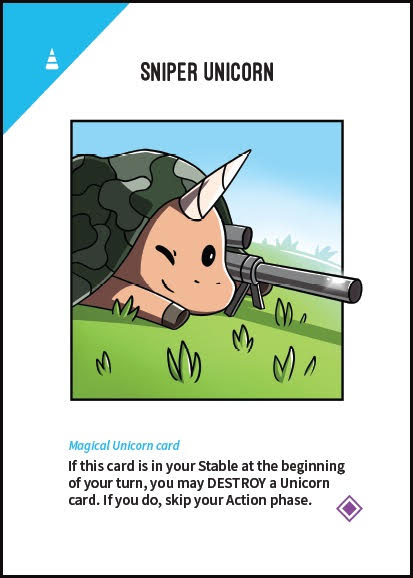 SNIPER UNICORN
Magical Unicorn card
If this card is in your Stable at the beginning
of your turn, you may DESTROY a Unicorn
card. If you do, skip your Action phase.